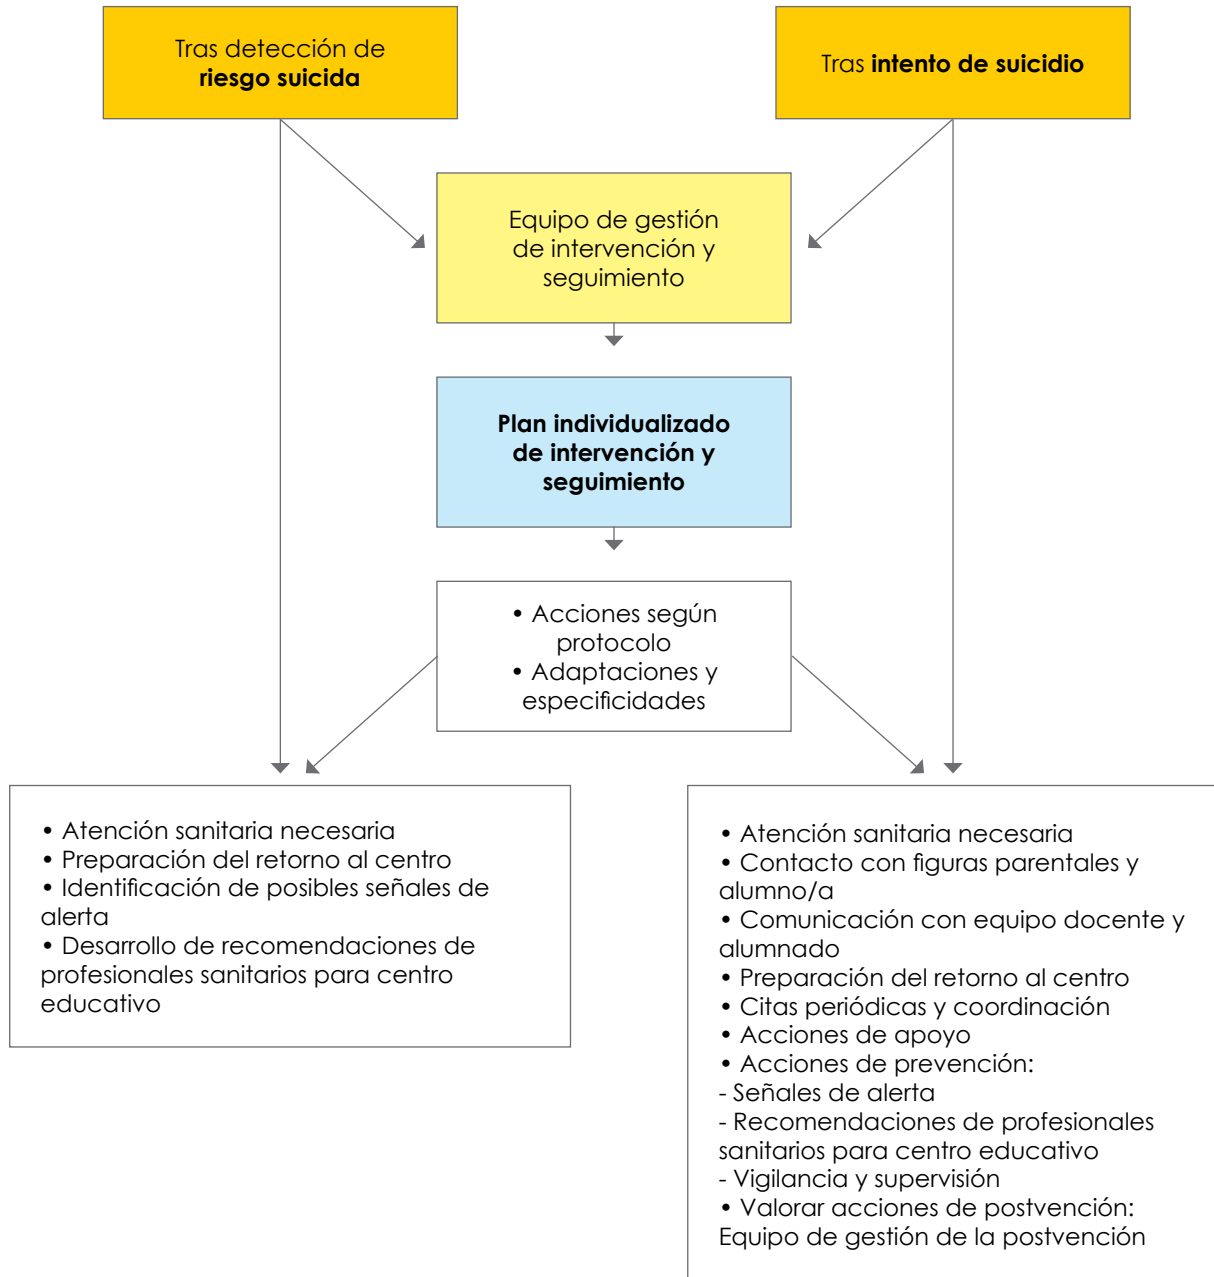 Tras detección de
riesgo suicida
Tras intento de suicidio
Equipo de gestión
de intervención y
seguimiento
Plan individualizado
de intervención y
seguimiento
• Acciones según
protocolo
• Adaptaciones y
especificidades
• Atención sanitaria necesaria
• Preparación del retorno al centro
• Identificación de posibles señales de
alerta
• Desarrollo de recomendaciones de
profesionales sanitarios para centro
educativo
• Atención sanitaria necesaria
• Contacto con figuras parentales y
alumno/a
• Comunicación con equipo docente y
alumnado
• Preparación del retorno al centro
• Citas periódicas y coordinación
• Acciones de apoyo
• Acciones de prevención:
- Señales de alerta
- Recomendaciones de profesionales
sanitarios para centro educativo
- Vigilancia y supervisión
• Valorar acciones de postvención:
Equipo de gestión de la postvención